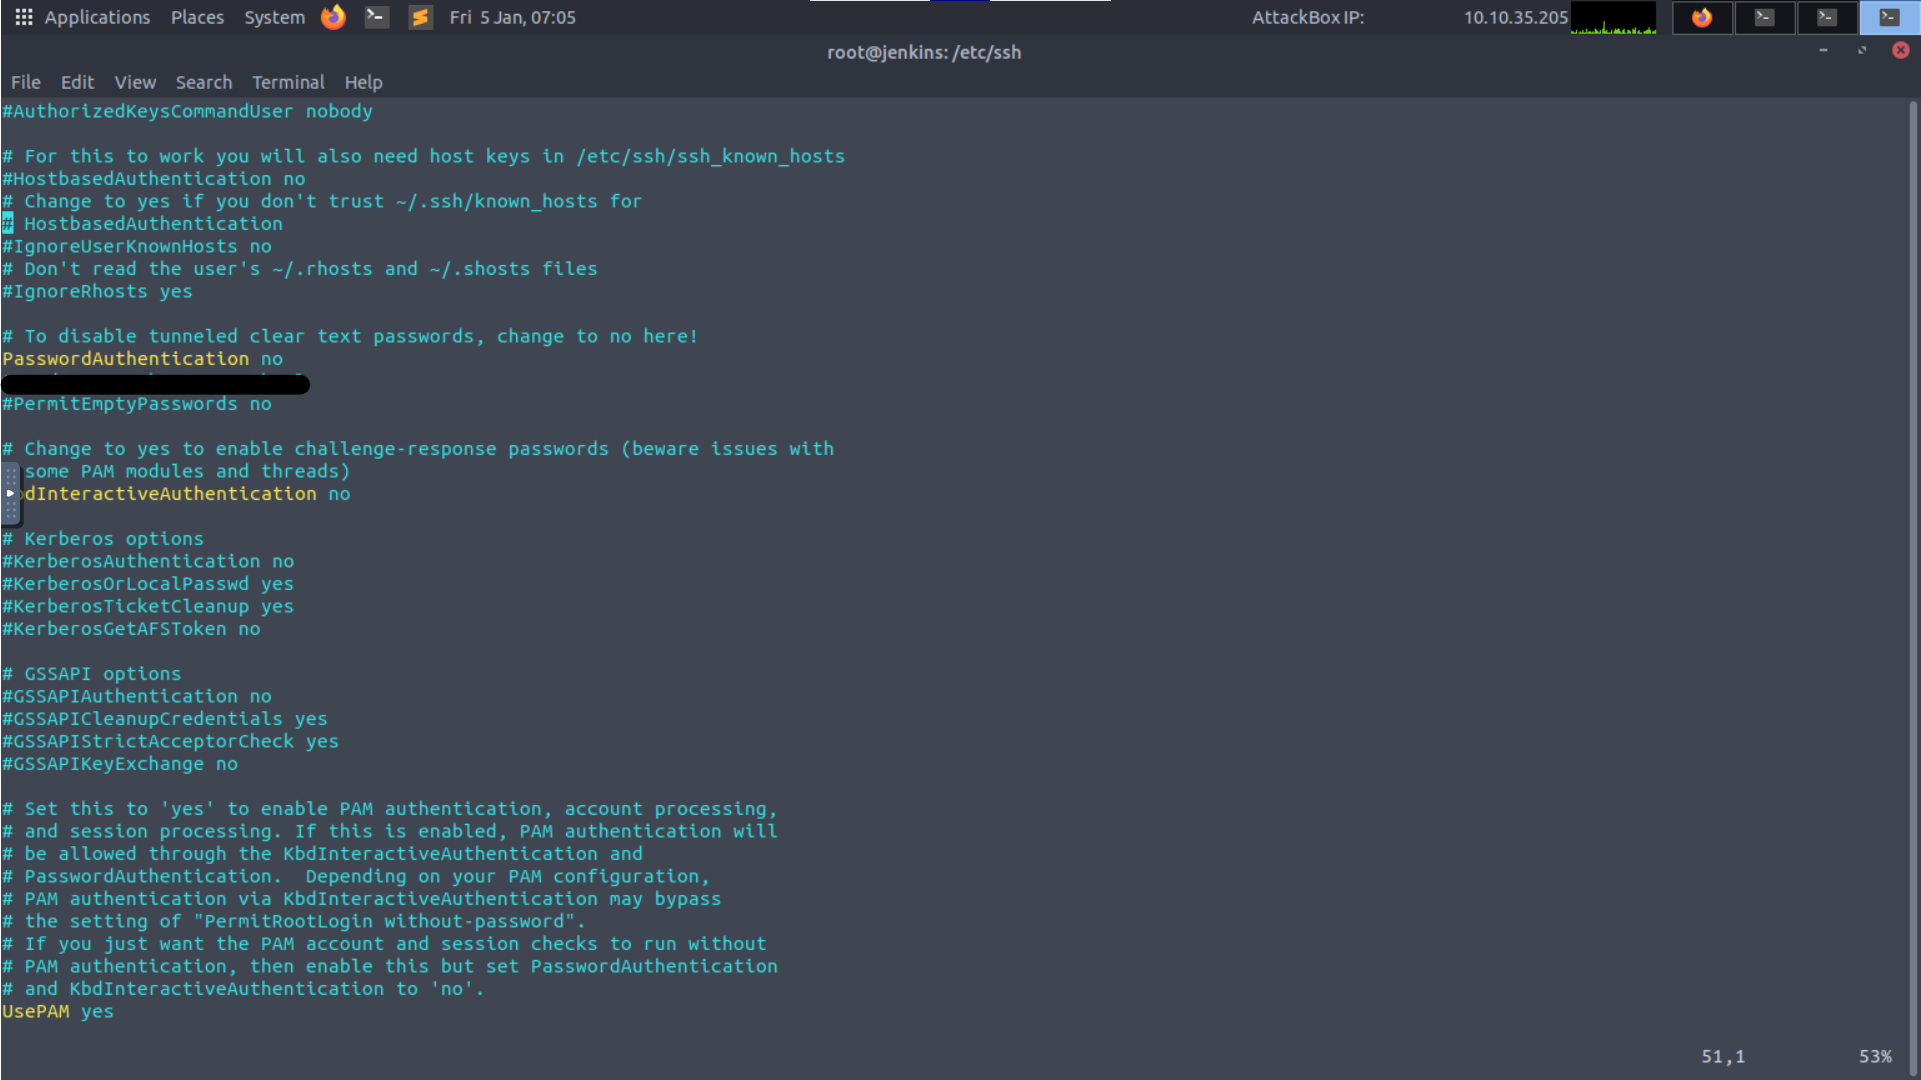 Applications Places System Fri 5 Jan, 07:05 AttackBox IP: 10.10.35.205
root@jenkins: /etc/ssh
File Edit View Search Terminal Help
#AuthorizedKeysCommandUser nobody
# For this to work you will also need host keys in /etc/ssh/ssh_known_hosts
#HostbasedAuthentication no
# Change to yes if you don't trust ~/.ssh/known_hosts for
# HostbasedAuthentication
#IgnoreUserKnownHosts no
# Don't read the user's ~/.rhosts and ~/.shosts files
#IgnoreRhosts yes
# To disable tunneled clear text passwords, change to no here!
PasswordAuthentication no
#PermitEmptyPasswords no
# Change to yes to enable challenge-response passwords (beware issues with
some PAM modules and threads)
dInteractiveAuthentication no
# Kerberos options
#KerberosAuthentication no
#KerberosOrLocalPasswd yes
#KerberosTicketCleanup yes
#KerberosGetAFSToken no
# GSSAPI options
#GSSAPIAuthentication no
#GSSAPICleanupCredentials yes
#GSSAPIStrictAcceptorCheck yes
#GSSAPIKeyExchange no
# Set this to 'yes' to enable PAM authentication, account processing,
# and session processing. If this is enabled, PAM authentication will
# be allowed through the KbdInteractiveAuthentication and
# PasswordAuthentication.  Depending on your PAM configuration,
# PAM authentication via KbdInteractiveAuthentication may bypass
# the setting of "PermitRootLogin without-password".
# If you just want the PAM account and session checks to run without
# PAM authentication, then enable this but set PasswordAuthentication
# and KbdInteractiveAuthentication to 'no'.
UsePAM yes
51,1 53%